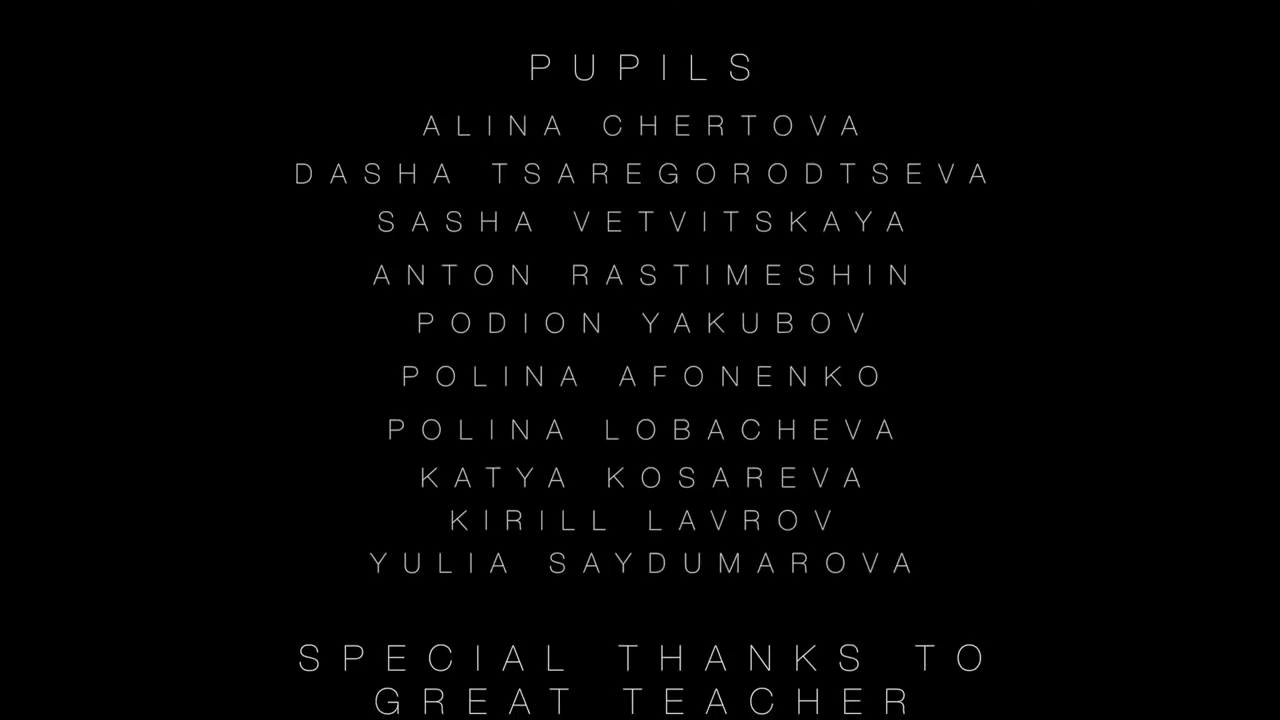 PUPILS
ALINA CHERTOVA
DASHA TSAREGORODTSEVA
SASHA VETVITSKAYA
ANTON RASTIMESHIN
PODION YAKUBOV
POLINA AFONENKO
POLINA LOBACHEVA
KATYA KOSAREVA
KIRILL LAVROV
YULIA SAYDUMAROVA
SPECIAL THANKS TO
GREAT TEACHER